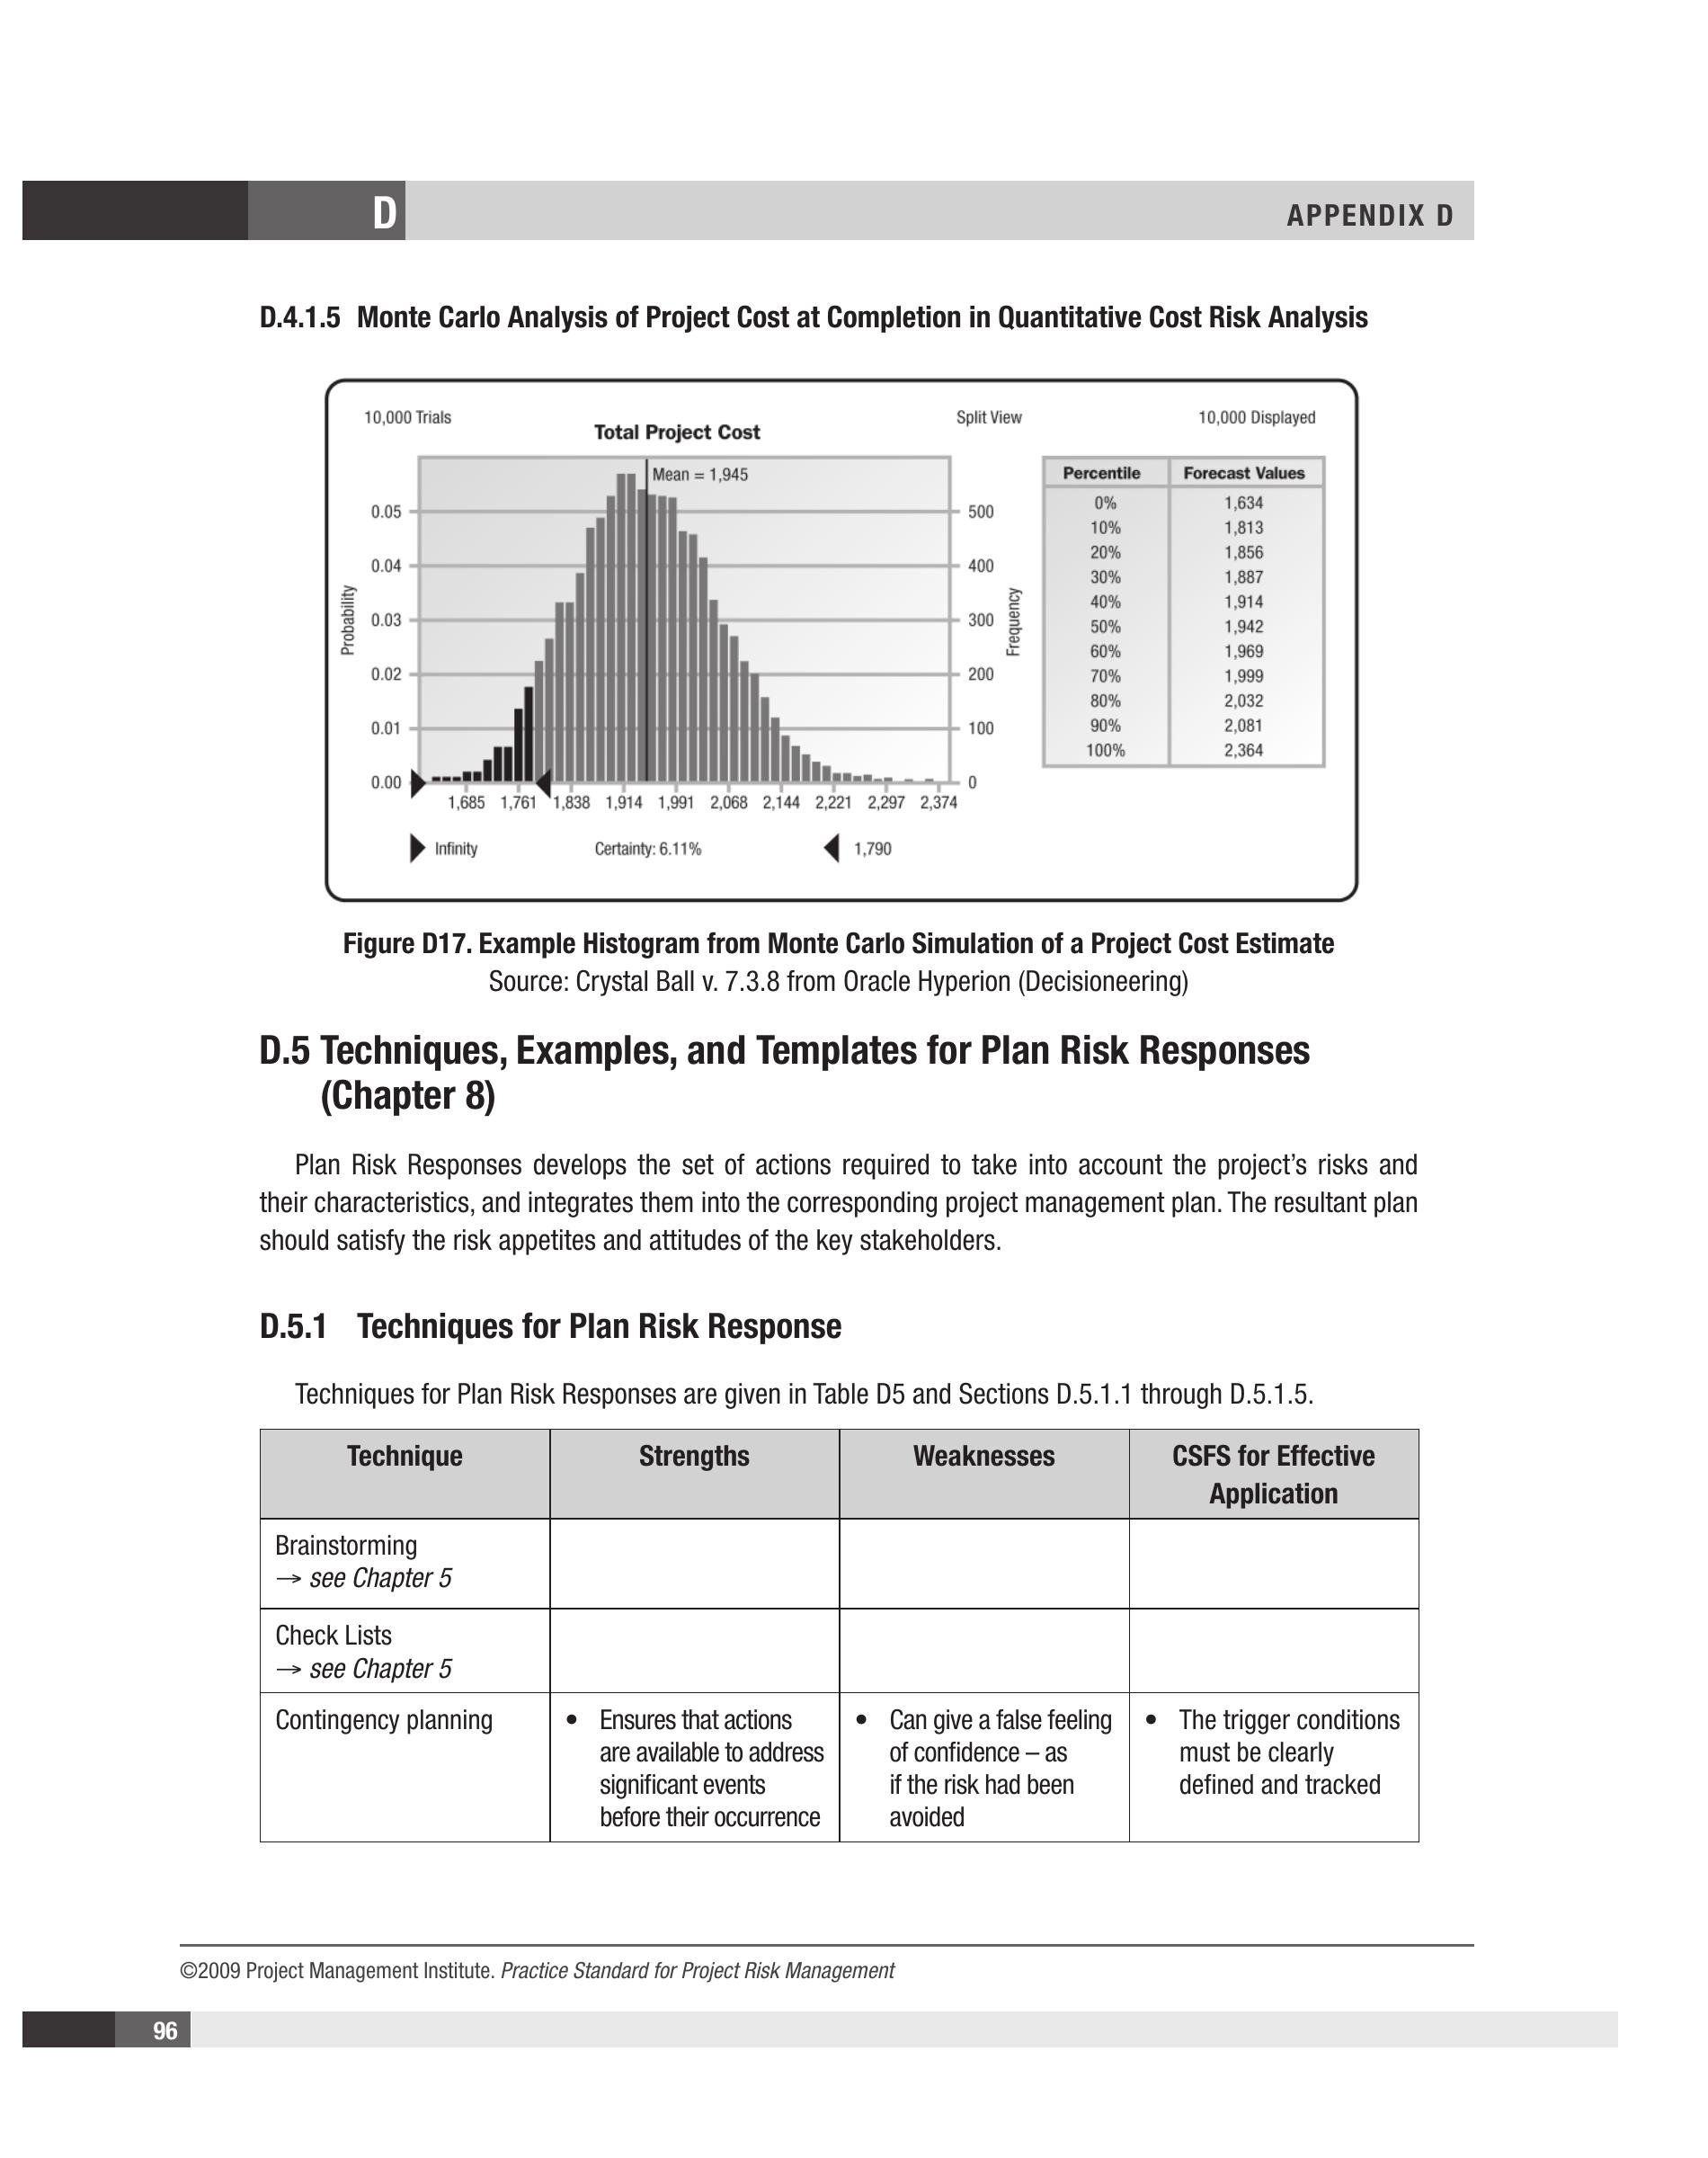 D
APPENDIX D
D.4.1.5 Monte Carlo Analysis of Project Cost at Completion in Quantitative Cost Risk Analysis
10,000 Trials
Split View
10,000 Displayed
Total Project Cost
Mean = 1,945
Probability
0.05
0.04
0.03
0.02
0.01
0.00
500
400
300
200
100
0
Frequency
1,685 1,761 1,838 1,914 1,991 2,068 2,144 2,221 2,297 2,374
Infinity
Certainty: 6.11%
1,790
Percentile Forecast Values
0% 1,634
10% 1,813
20% 1,856
30% 1,887
40% 1,914
50% 1,942
60% 1,969
70% 1,999
80% 2,032
90% 2,081
100% 2,364
Figure D17. Example Histogram from Monte Carlo Simulation of a Project Cost Estimate
Source: Crystal Ball v. 7.3.8 from Oracle Hyperion (Decisioneering)
D.5 Techniques, Examples, and Templates for Plan Risk Responses
(Chapter 8)
Plan Risk Responses develops the set of actions required to take into account the project’s risks and
their characteristics, and integrates them into the corresponding project management plan. The resultant plan
should satisfy the risk appetites and attitudes of the key stakeholders.
D.5.1 Techniques for Plan Risk Response
Techniques for Plan Risk Responses are given in Table D5 and Sections D.5.1.1 through D.5.1.5.
Technique
Strengths
Weaknesses
CSFS for Effective
Application
Brainstorming
→ see Chapter 5
Check Lists
→ see Chapter 5
Contingency planning
• Ensures that actions
are available to address
significant events
before their occurrence
• Can give a false feeling
of confidence – as
if the risk had been
avoided
• The trigger conditions
must be clearly
defined and tracked
©2009 Project Management Institute. Practice Standard for Project Risk Management
96